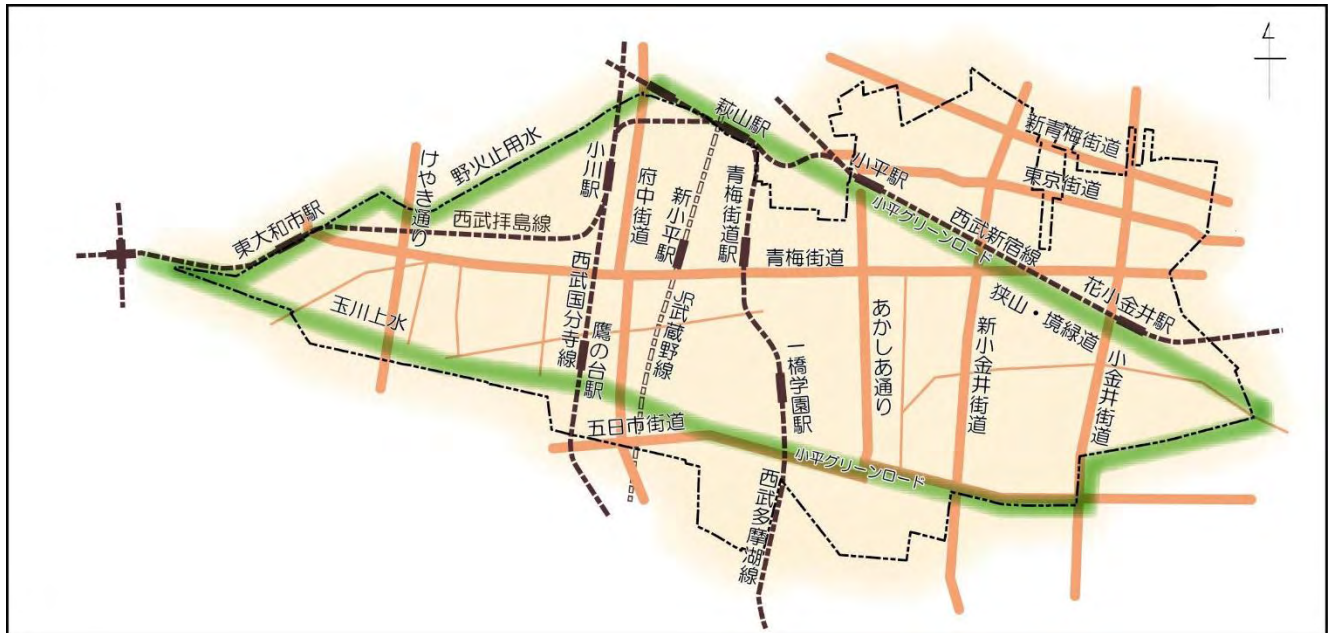 萩山駅
新青梅街道
野火止用水
けやき通り
小川駅
府中街道
新小平駅
青梅街道駅
小平駅
東京街道
東大和市駅
西武拝島線
小平グリーンロード
西武新宿線
青梅街道
玉川上水
西武国分寺線
鷹の台駅
JR武蔵野線
一橋学園駅
あかしあ通り
新小金井街道
狭山・境緑道
花小金井駅
小金井街道
五日市街道
小平グリーンロード
西武多摩湖線